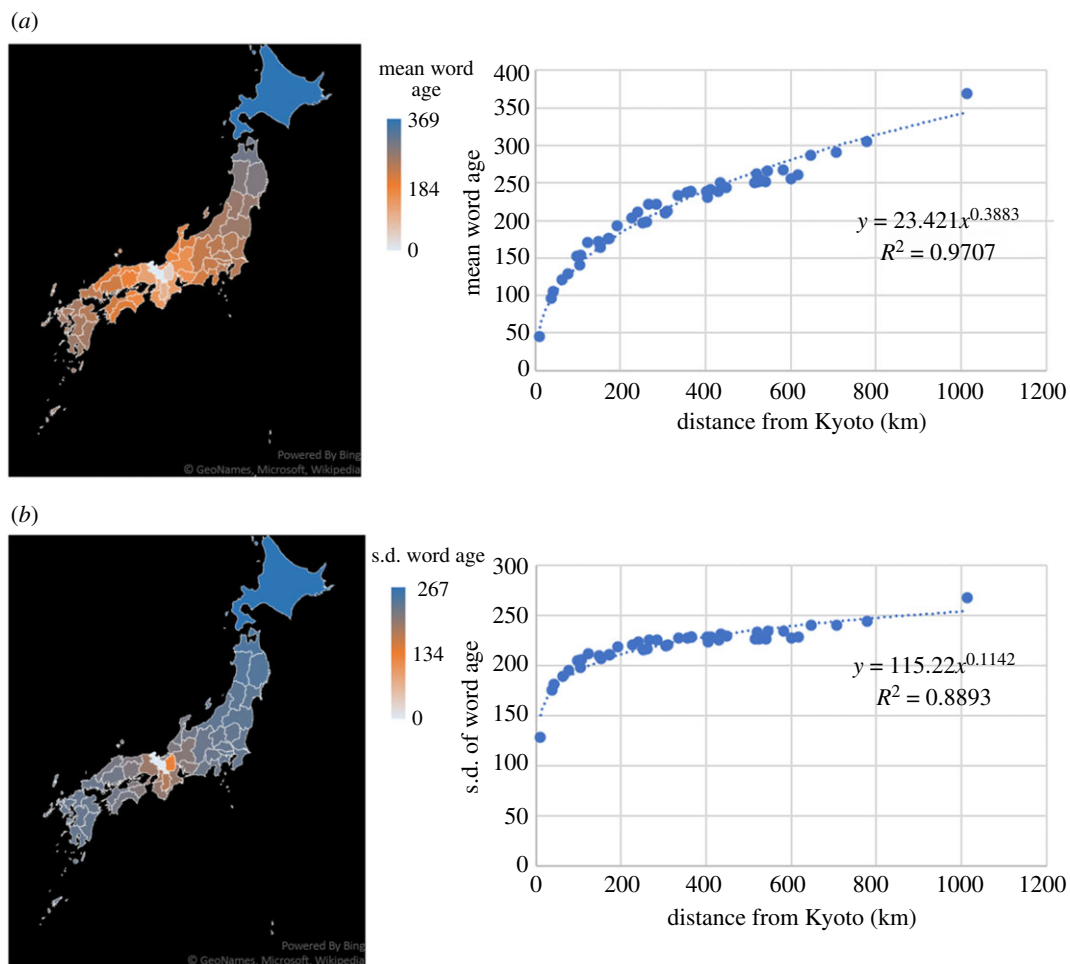 (a)
mean word
age
369
184
0
Powered By Bing
© GeoNames, Microsoft, Wikipedia
400
350
300
250
200
150
100
50
0
mean word age
y = 23.421x^0.3883
R² = 0.9707
0 200 400 600 800 1000 1200
distance from Kyoto (km)
(b)
s.d. word age
267
134
0
Powered By Bing
© GeoNames, Microsoft, Wikipedia
300
250
200
150
100
50
0
s.d. of word age
y = 115.22x^0.1142
R² = 0.8893
0 200 400 600 800 1000 1200
distance from Kyoto (km)